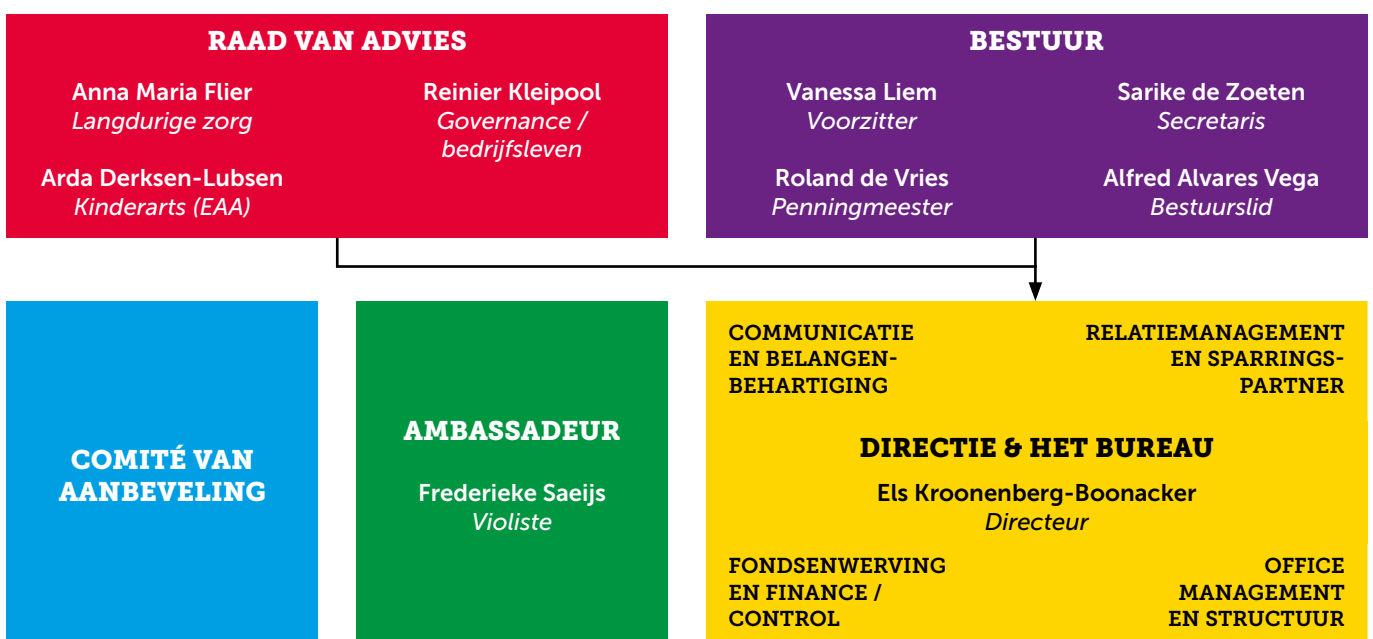 RAAD VAN ADVIES
Anna Maria Flier
Langdurige zorg
Reinier Kleipool
Governance /
bedrijfsleven
Arda Derksen-Lubsen
Kinderarts (EAA)
BESTUUR
Vanessa Liem
Voorzitter
Sarike de Zoeten
Secretaris
Roland de Vries
Penningmeester
Alfred Alvares Vega
Bestuurslid
COMITÉ VAN
AANBEVELING
AMBASSADEUR
Frederieke Saeijs
Violiste
COMMUNICATIE
EN BELANGEN-
BEHARTIGING
RELATIEMANAGEMENT
EN SPARRINGS-
PARTNER
DIRECTIE & HET BUREAU
Els Kroonenberg-Boonacker
Directeur
FONDSENWERVING
EN FINANCE /
CONTROL
OFFICE
MANAGEMENT
EN STRUCTUUR